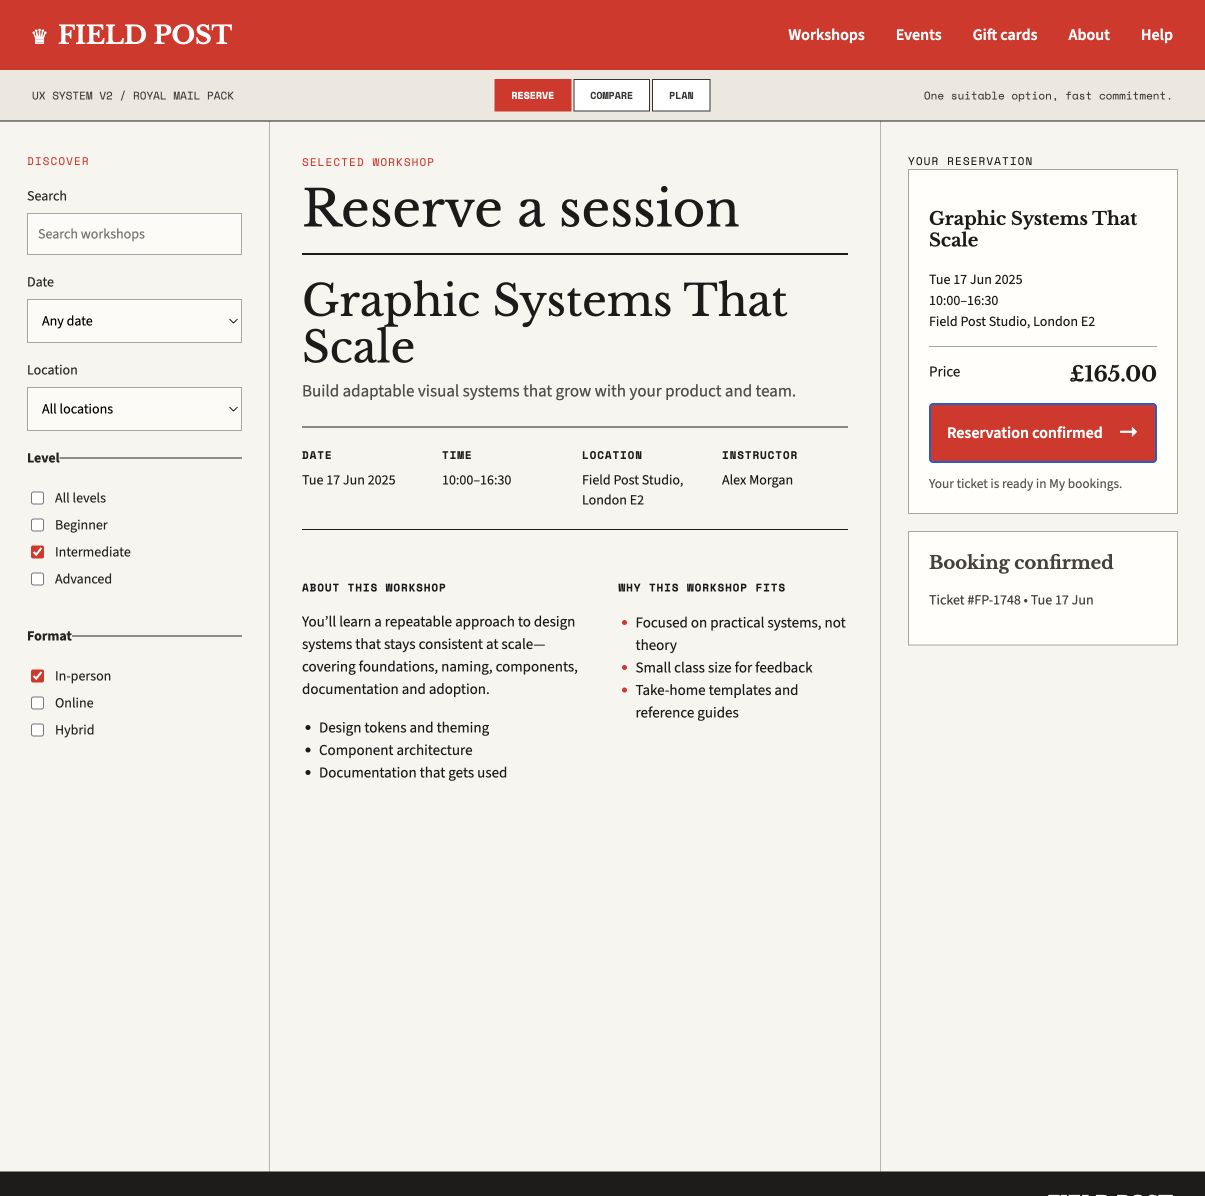 ♛ FIELD POST
Workshops Events Gift cards About Help
UX SYSTEM V2 / ROYAL MAIL PACK
RESERVE COMPARE PLAN
One suitable option, fast commitment.
DISCOVER
Search
Search workshops
Date
Any date
Location
All locations
Level
All levels
Beginner
Intermediate
Advanced
Format
In-person
Online
Hybrid
SELECTED WORKSHOP
Reserve a session
Graphic Systems That
Scale
Build adaptable visual systems that grow with your product and team.
DATE
Tue 17 Jun 2025
TIME
10:00–16:30
LOCATION
Field Post Studio,
London E2
INSTRUCTOR
Alex Morgan
ABOUT THIS WORKSHOP
You’ll learn a repeatable approach to design
systems that stays consistent at scale—
covering foundations, naming, components,
documentation and adoption.
• Design tokens and theming
• Component architecture
• Documentation that gets used
WHY THIS WORKSHOP FITS
• Focused on practical systems, not
theory
• Small class size for feedback
• Take-home templates and
reference guides
YOUR RESERVATION
Graphic Systems That
Scale
Tue 17 Jun 2025
10:00–16:30
Field Post Studio, London E2
Price £165.00
Reservation confirmed →
Your ticket is ready in My bookings.
Booking confirmed
Ticket #FP-1748 • Tue 17 Jun